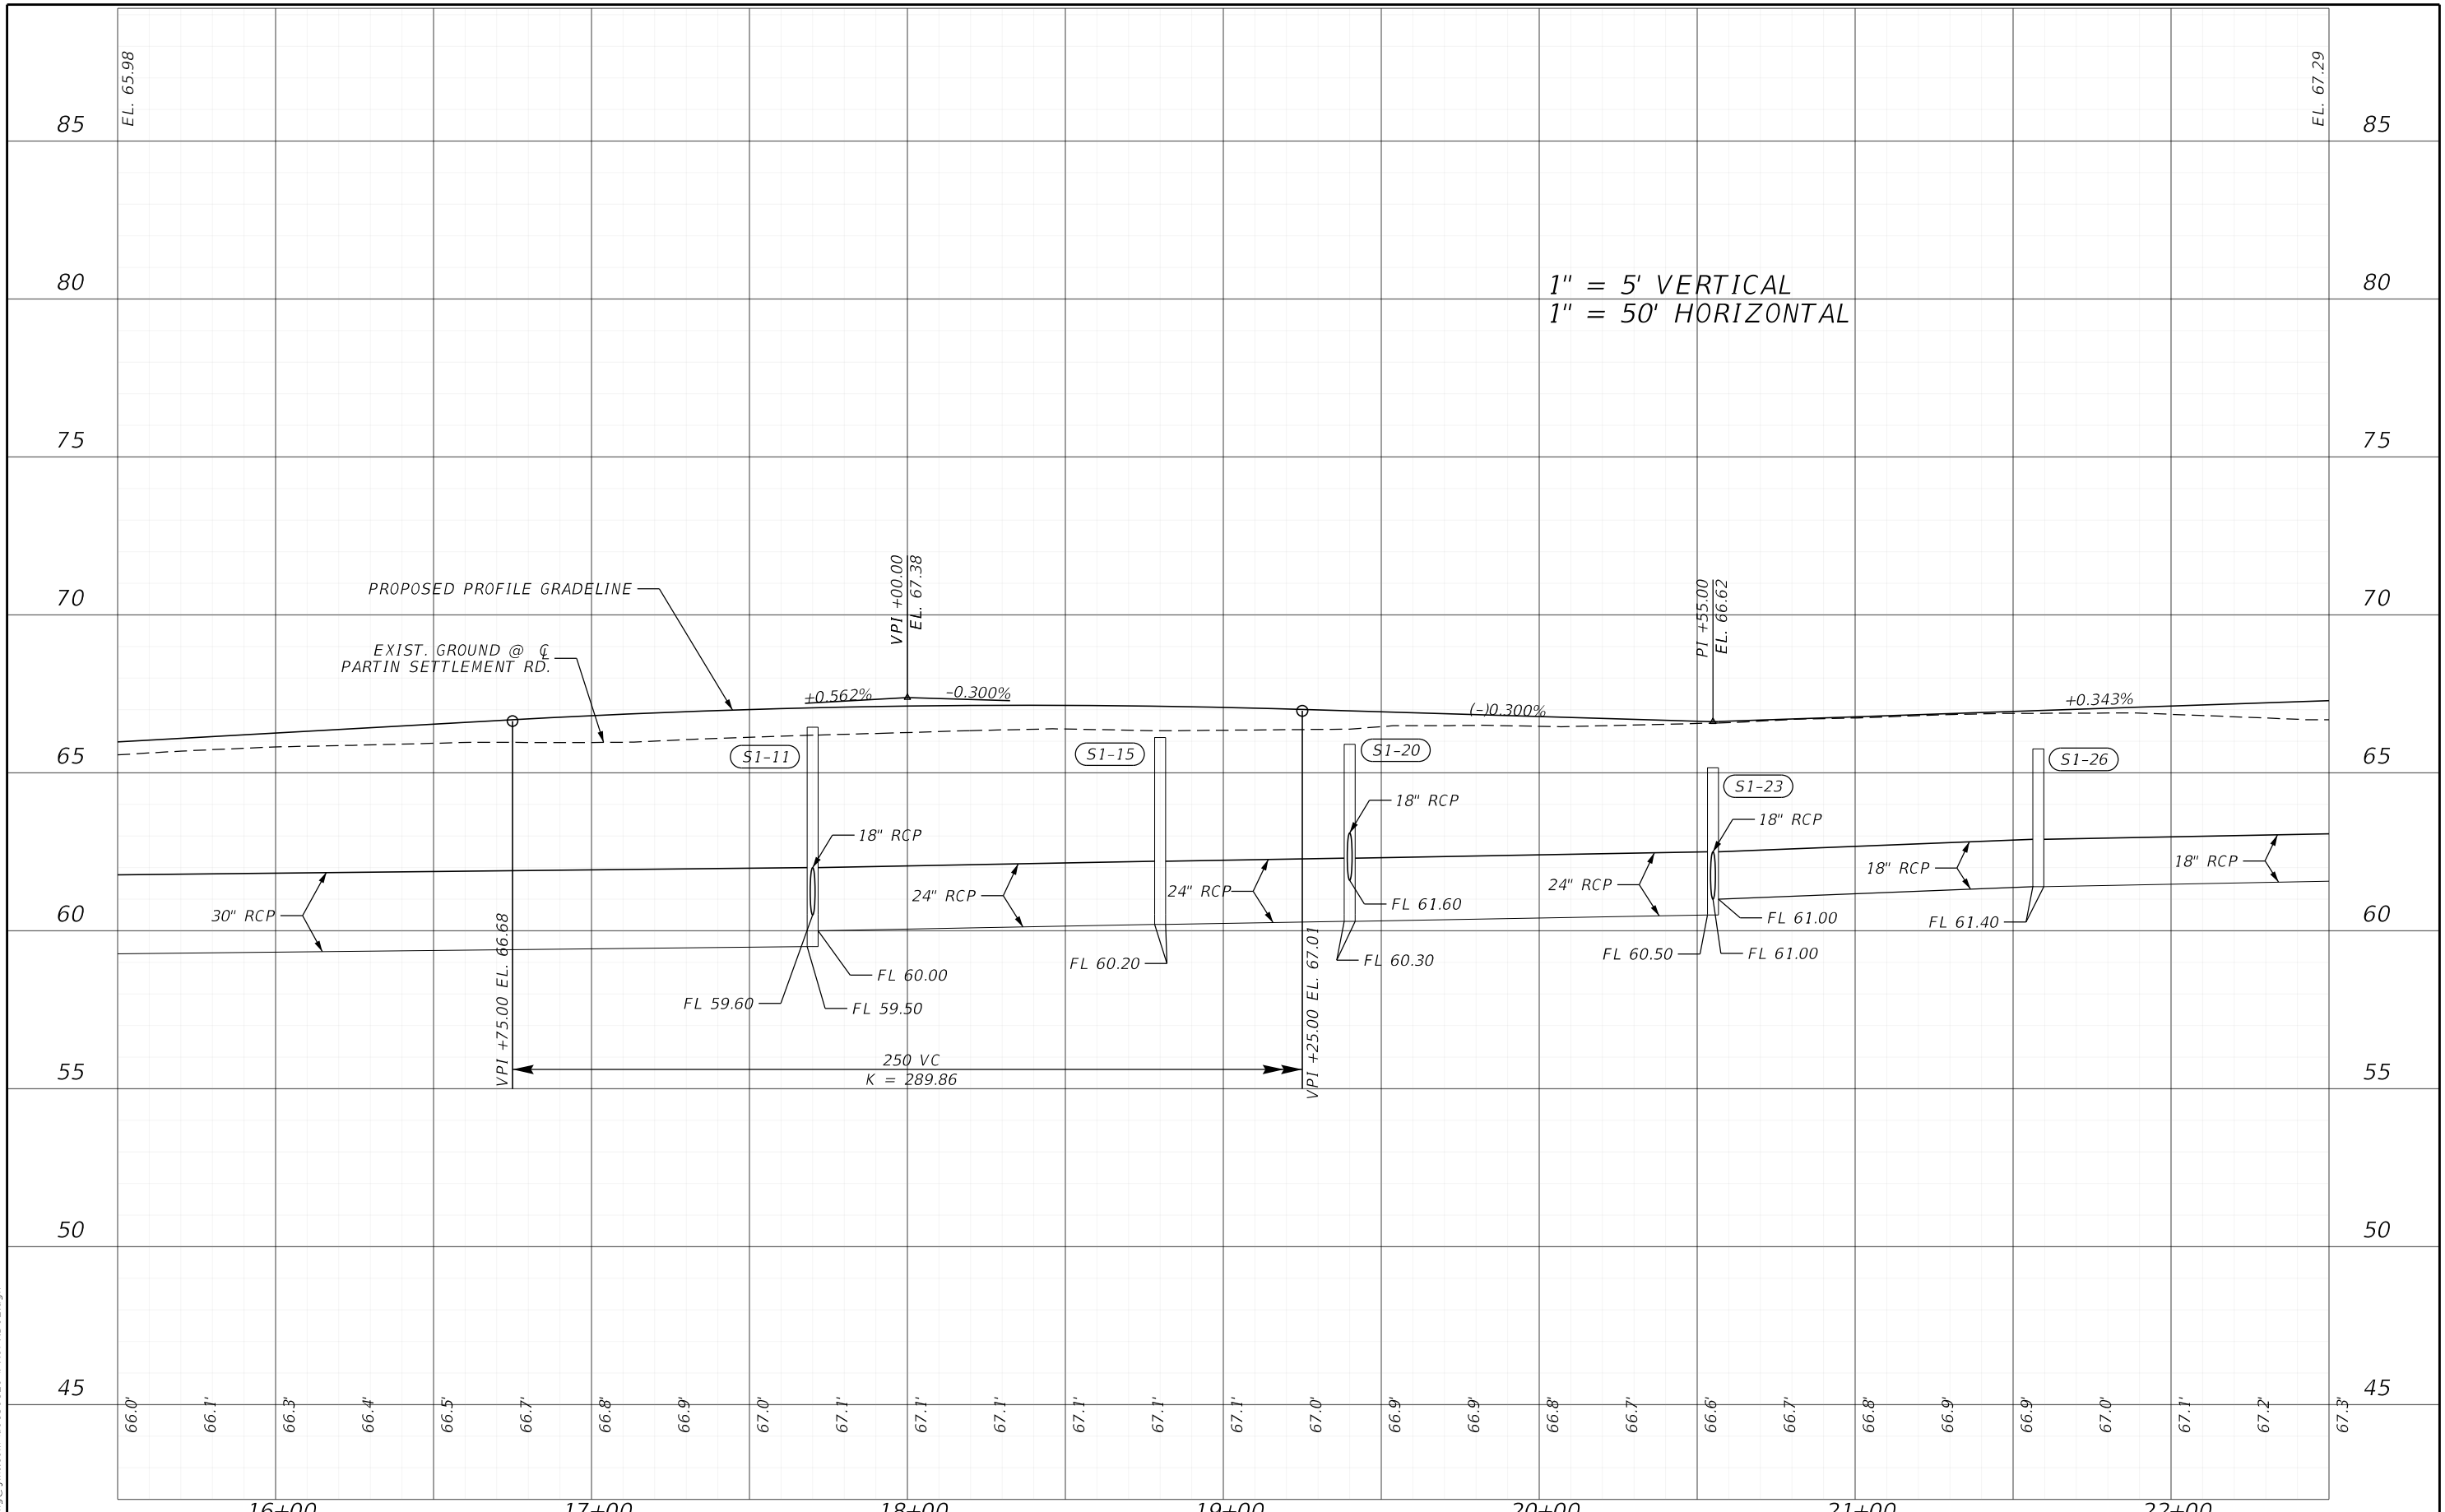 EL. 65.98
EL. 67.29
85
85
80
80
1" = 5' VERTICAL
1" = 50' HORIZONTAL
75
75
70
70
PROPOSED PROFILE GRADELINE
VPI +00.00
EL. 67.38
PI +55.00
EL. 66.62
EXIST. GROUND @ ℄
PARTIN SETTLEMENT RD.
+0.562%
-0.300%
(-)0.300%
+0.343%
65
65
S1-11
S1-15
S1-20
S1-23
S1-26
18" RCP
18" RCP
18" RCP
30" RCP
24" RCP
24" RCP
24" RCP
18" RCP
18" RCP
60
60
FL 61.60
FL 61.00
FL 61.40
FL 59.60
FL 60.00
FL 59.50
FL 60.20
FL 60.30
FL 60.50
FL 61.00
VPI +75.00 EL. 66.68
VPI +25.00 EL. 67.01
250 VC
K = 289.86
55
55
50
50
45
45
66.0'
66.1'
66.3'
66.4'
66.5'
66.7'
66.8'
66.9'
67.0'
67.1'
67.1'
67.1'
67.1'
67.1'
67.1'
67.0'
66.9'
66.9'
66.8'
66.7'
66.6'
66.7'
66.8'
66.9'
66.9'
67.0'
67.1'
67.2'
67.3'
16+00
17+00
18+00
19+00
20+00
21+00
22+00